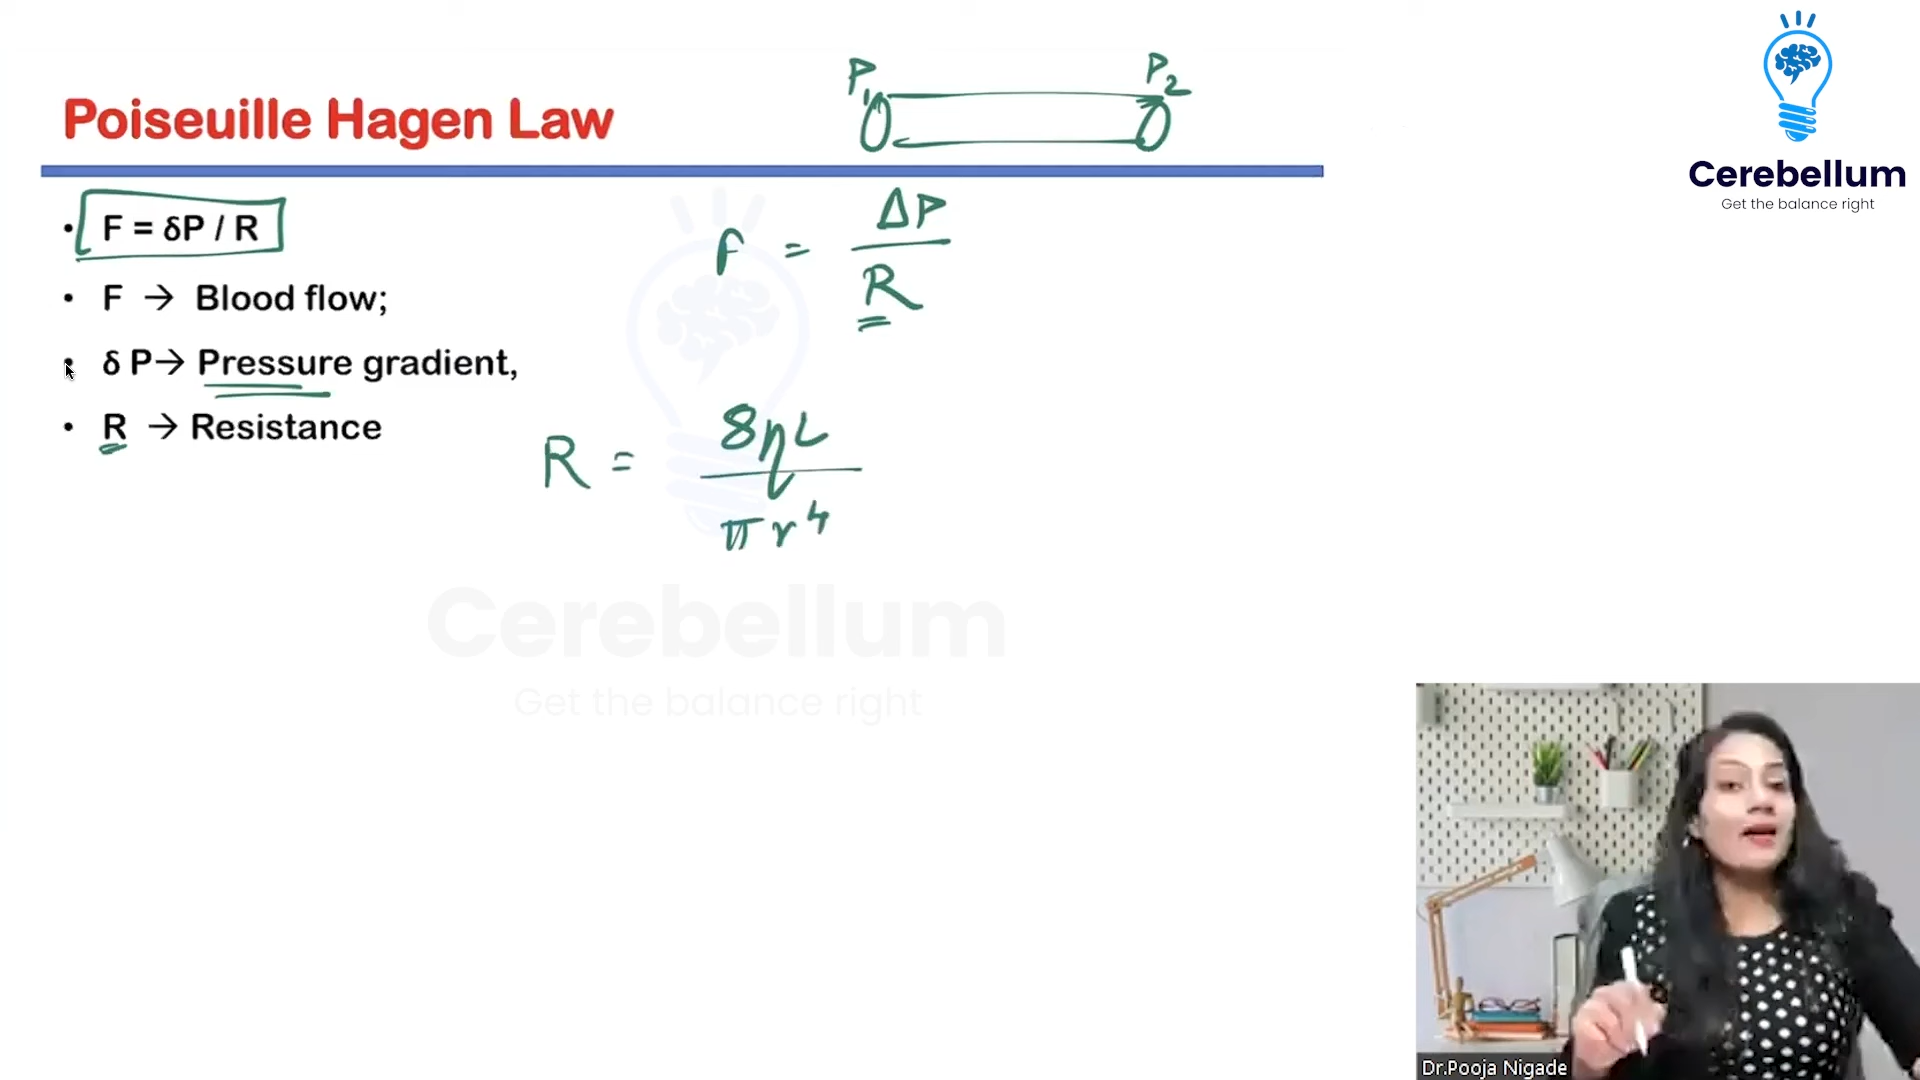 P₁ P₂
Poiseuille Hagen Law
Cerebellum
Get the balance right
• F = δP / R
F = ΔP / R
• F → Blood flow;
• δ P→ Pressure gradient,
• R → Resistance
R = 8ηL / πr⁴
Cerebellum
Get the balance right
Dr.Pooja Nigade